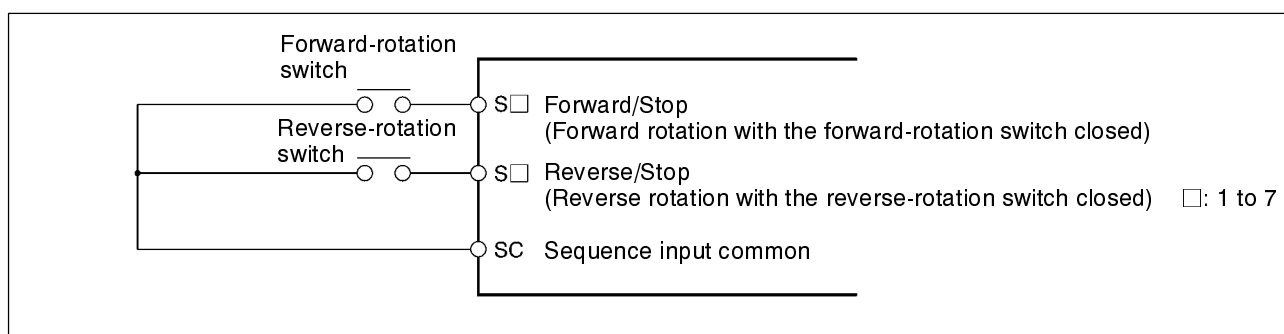 Forward-rotation
switch
S□ Forward/Stop
(Forward rotation with the forward-rotation switch closed)
Reverse-rotation
switch
S□ Reverse/Stop
(Reverse rotation with the reverse-rotation switch closed) □: 1 to 7
SC Sequence input common